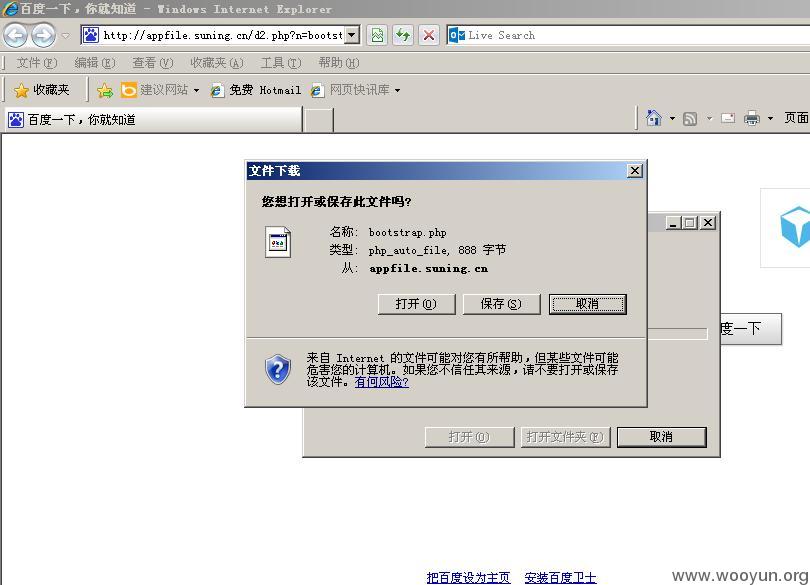 百度一下，你就知道 - Windows Internet Explorer
http://appfile.suning.cn/d2.php?n=bootst
Live Search
文件(F) 编辑(E) 查看(V) 收藏夹(A) 工具(T) 帮助(H)
收藏夹 建议网站 免费 Hotmail 网页快讯库
百度一下，你就知道
页面
文件下载
您想打开或保存此文件吗?
名称: bootstrap.php
类型: php_auto_file, 888 字节
从: appfile.suning.cn
打开(O) 保存(S) 取消
度一下
来自 Internet 的文件可能对您有所帮助，但某些文件可能
危害您的计算机。如果您不信任其来源，请不要打开或保存
该文件。有何风险?
打开(O) 打开文件夹(F) 取消
把百度设为主页 安装百度卫士
www.wooyun.org